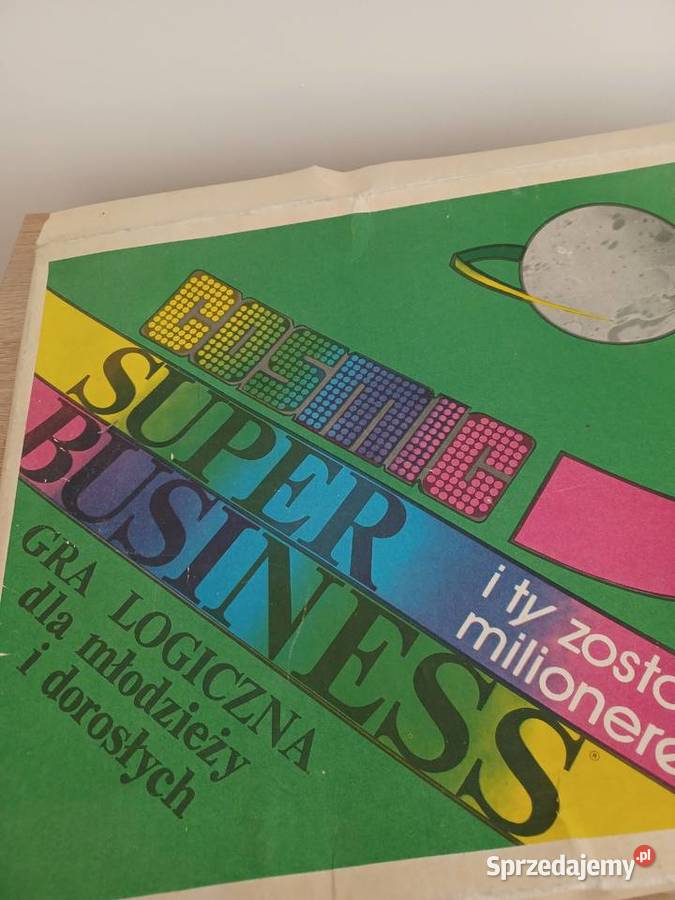 COSMIC
SUPER
BUSINESS
i ty zosta
milionere
GRA LOGICZNA
dla młodzieży
i dorosłych
®
Sprzedajemy.pl